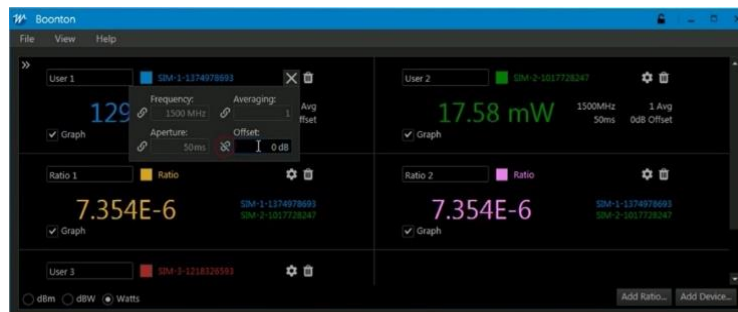 Boonton
File View Help
User 1 SIM-1-1374978693
User 2 SIM-2-1017728247
Frequency: Averaging:
1500 MHz 1
Aperture: Offset:
50 ms 0 dB
129
Avg
ffset
Graph
17.58 mW
1500MHz 1 Avg
50ms 0dB Offset
Graph
Ratio 1 Ratio
7.354E-6
SIM-1-1374978693
SIM-2-1017728247
Graph
Ratio 2 Ratio
7.354E-6
SIM-1-1374978693
SIM-2-1017728247
Graph
User 3 SIM-3-1218326593
dBm dBW Watts
Add Ratio... Add Device...